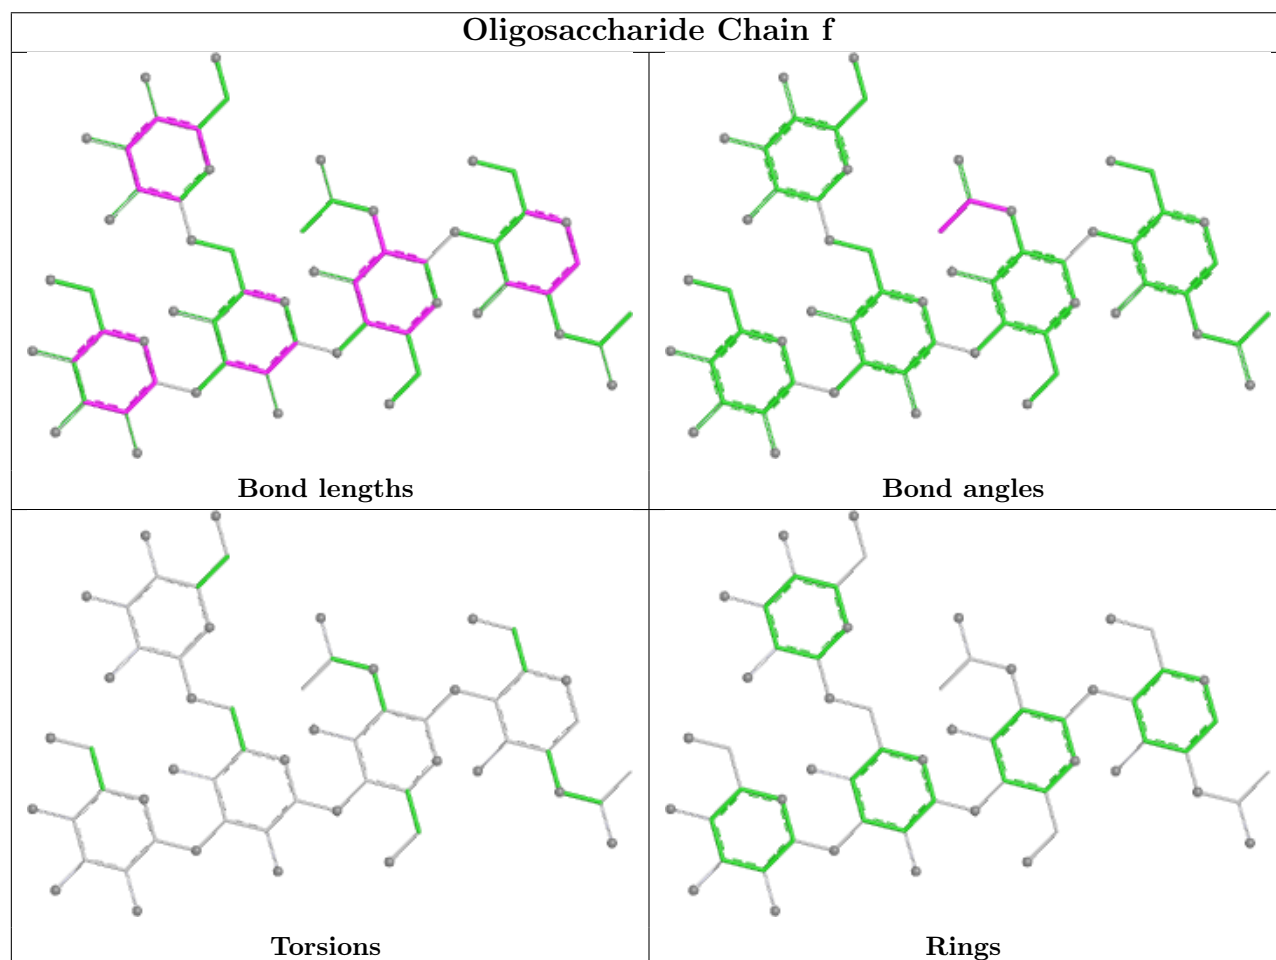 Oligosaccharide Chain f
Bond lengths
Bond angles
Torsions
Rings